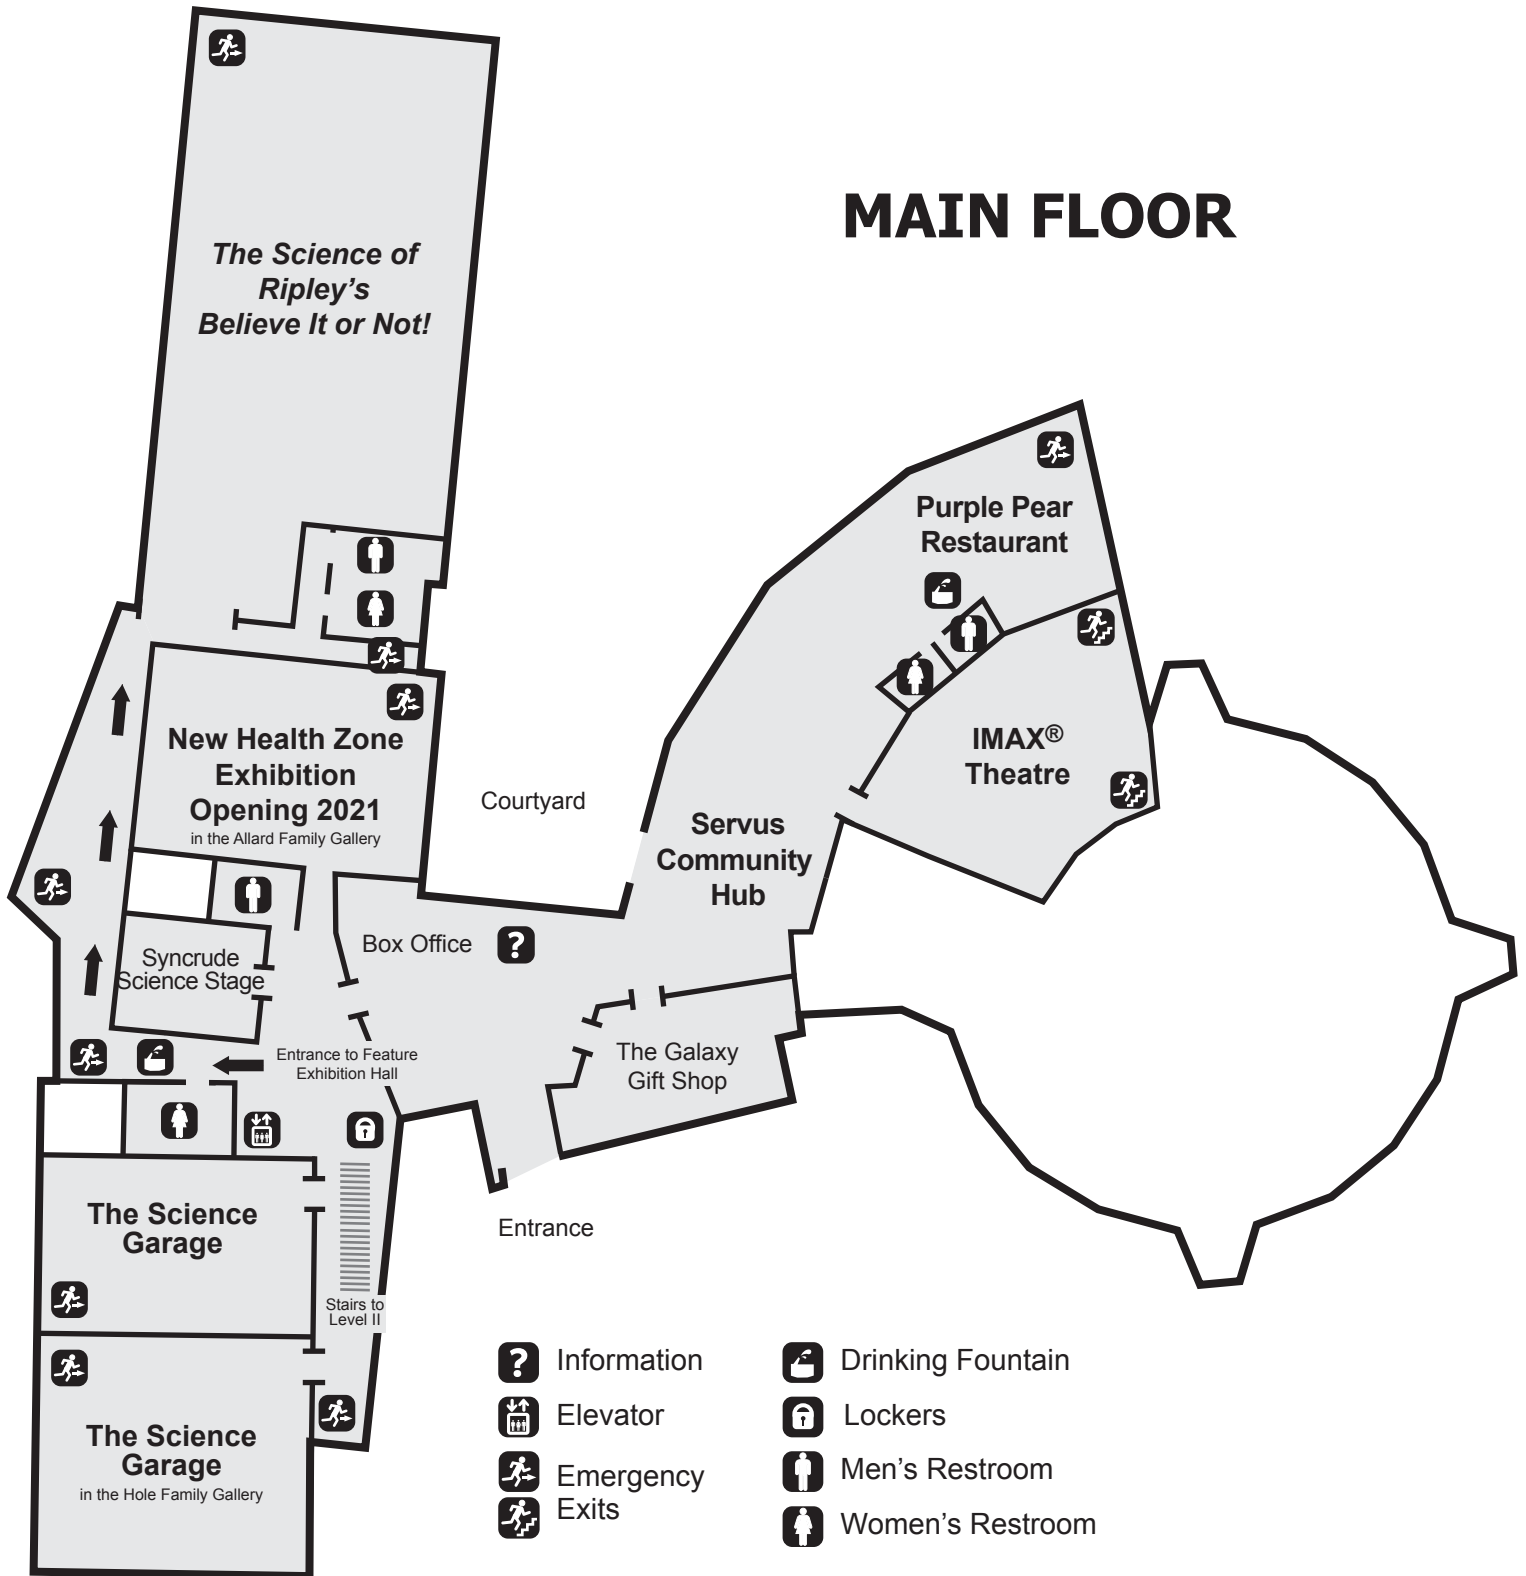 MAIN FLOOR
The Science of
Ripley's
Believe It or Not!
Purple Pear
Restaurant
New Health Zone
Exhibition
Opening 2021
in the Allard Family Gallery
IMAX®
Theatre
Courtyard
Servus
Community
Hub
Box Office
?
Syncrude
Science Stage
Entrance to Feature
Exhibition Hall
The Galaxy
Gift Shop
The Science
Garage
Entrance
Stairs to
Level II
The Science
Garage
in the Hole Family Gallery
? Information
Elevator
Emergency
Exits
Drinking Fountain
Lockers
Men's Restroom
Women's Restroom